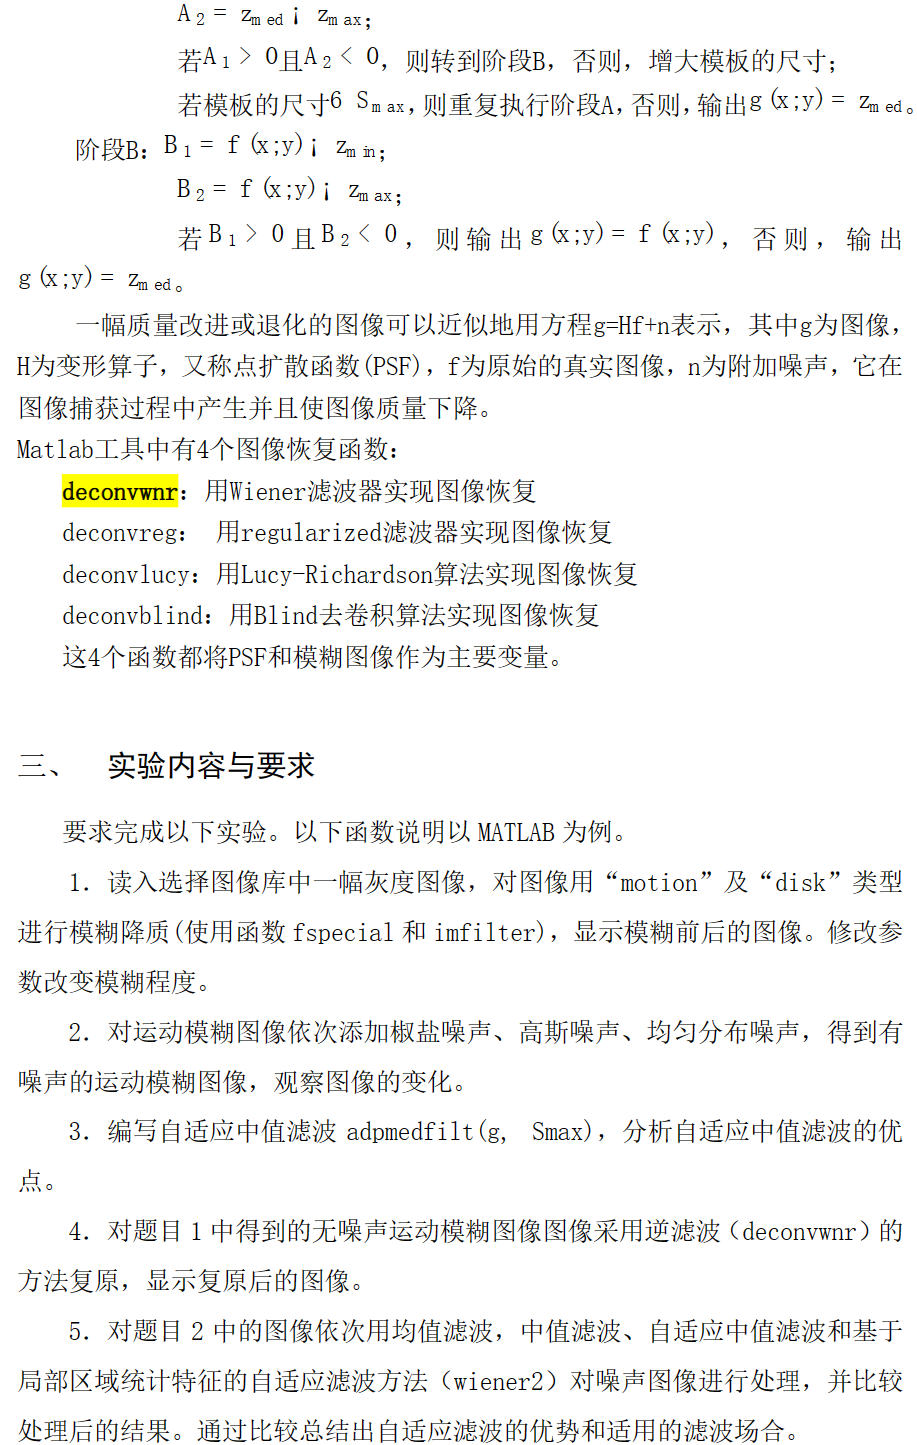 A2 = zmed ¡ zmax;
若A1 > 0且A2 < 0，则转到阶段B，否则，增大模板的尺寸；
若模板的尺寸6 Smax，则重复执行阶段A，否则，输出g(x;y) = zmed。
阶段B：B1 = f(x;y)¡ zmin;
B2 = f(x;y)¡ zmax;
若B1 > 0且B2 < 0，则输出g(x;y) = f(x;y)，否则，输出
g(x;y) = zmed。
一幅质量改进或退化的图像可以近似地用方程g=Hf+n表示，其中g为图像，
H为变形算子，又称点扩散函数(PSF)，f为原始的真实图像，n为附加噪声，它在
图像捕获过程中产生并且使图像质量下降。
Matlab工具中有4个图像恢复函数：
deconvwnr：用Wiener滤波器实现图像恢复
deconvreg： 用regularized滤波器实现图像恢复
deconvlucy：用Lucy-Richardson算法实现图像恢复
deconvblind：用Blind去卷积算法实现图像恢复
这4个函数都将PSF和模糊图像作为主要变量。
三、 实验内容与要求
要求完成以下实验。以下函数说明以 MATLAB 为例。
1．读入选择图像库中一幅灰度图像，对图像用“motion”及“disk”类型
进行模糊降质(使用函数 fspecial 和 imfilter)，显示模糊前后的图像。修改参
数改变模糊程度。
2．对运动模糊图像依次添加椒盐噪声、高斯噪声、均匀分布噪声，得到有
噪声的运动模糊图像，观察图像的变化。
3．编写自适应中值滤波 adpmedfilt(g, Smax)，分析自适应中值滤波的优
点。
4．对题目 1 中得到的无噪声运动模糊图像图像采用逆滤波（deconvwnr）的
方法复原，显示复原后的图像。
5．对题目 2 中的图像依次用均值滤波，中值滤波、自适应中值滤波和基于
局部区域统计特征的自适应滤波方法（wiener2）对噪声图像进行处理，并比较
处理后的结果。通过比较总结出自适应滤波的优势和适用的滤波场合。